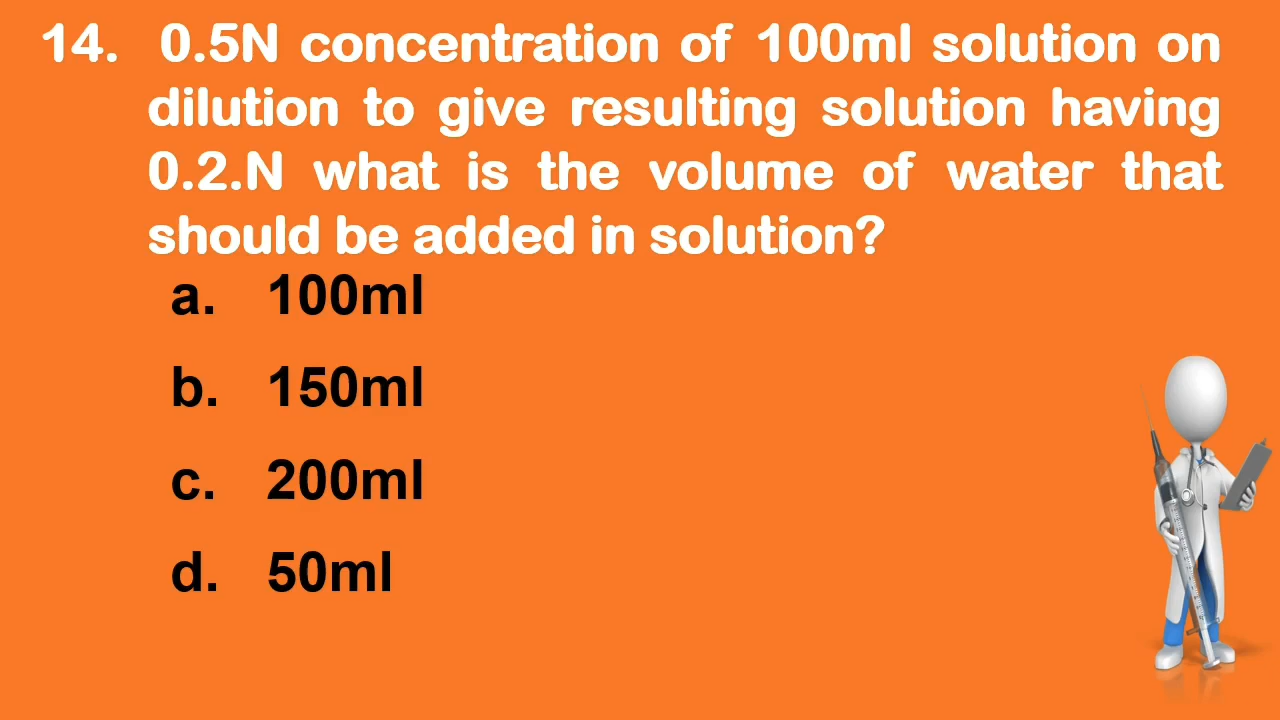 14. 0.5N concentration of 100ml solution on
dilution to give resulting solution having
0.2.N what is the volume of water that
should be added in solution?
a. 100ml
b. 150ml
c. 200ml
d. 50ml